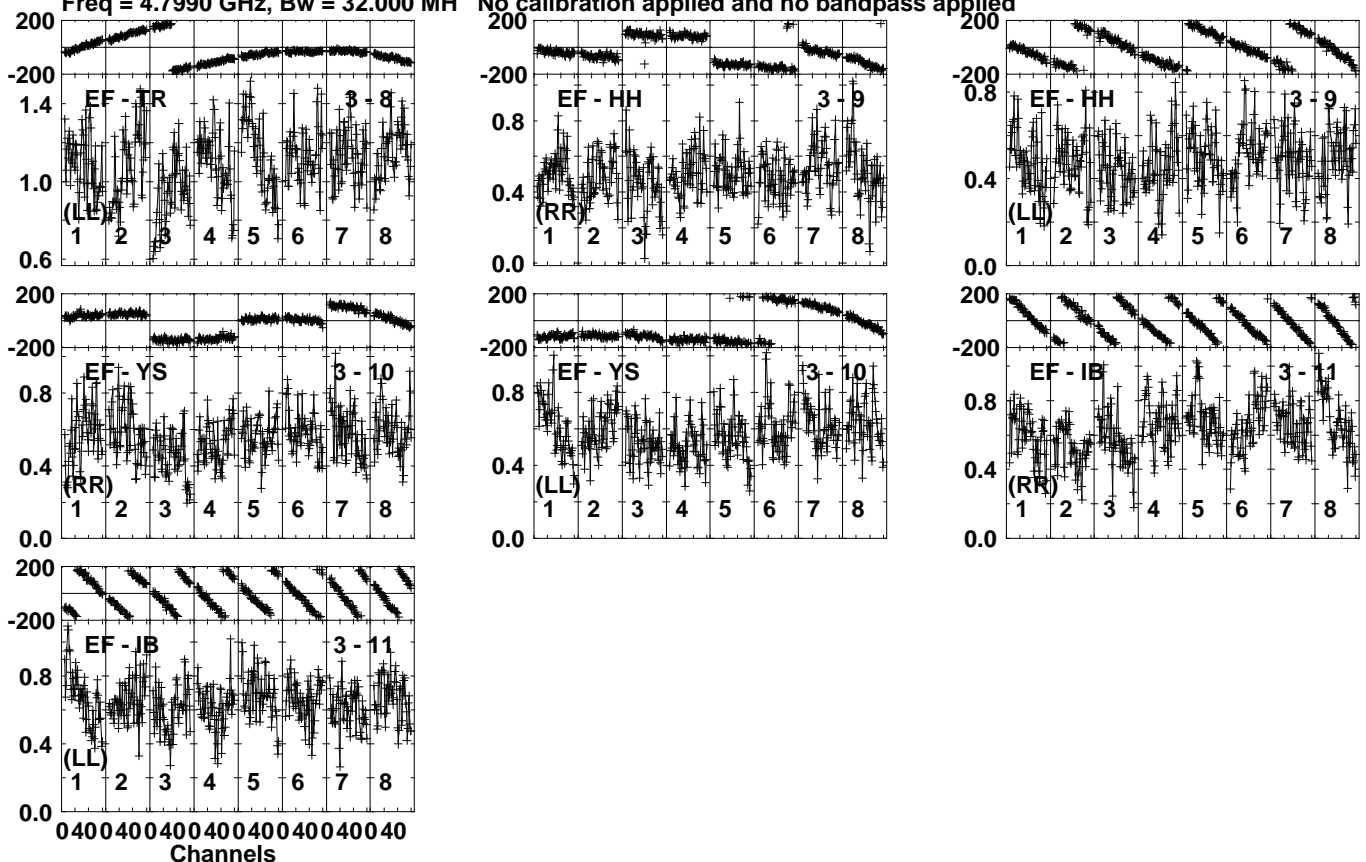 Freq = 4.7990 GHz, Bw = 32.000 MH No calibration applied and no bandpass applied
200
-200
EF - TR 3 - 8
1.4
1.0
0.6
(LL)
1 2 3 4 5 6 7 8
200
-200
EF - HH 3 - 9
0.8
0.4
0.0
(RR)
1 2 3 4 5 6 7 8
200
-200
EF - HH 3 - 9
0.8
0.4
0.0
(LL)
1 2 3 4 5 6 7 8
200
-200
EF - YS 3 - 10
0.8
0.4
0.0
(RR)
1 2 3 4 5 6 7 8
200
-200
EF - YS 3 - 10
0.8
0.4
0.0
(LL)
1 2 3 4 5 6 7 8
200
-200
EF - IB 3 - 11
0.8
0.4
0.0
(RR)
1 2 3 4 5 6 7 8
200
-200
EF - IB 3 - 11
0.8
0.4
0.0
(LL)
1 2 3 4 5 6 7 8
0 40 0 40 0 40 0 40 0 40 0 40 0 40 0 40
Channels